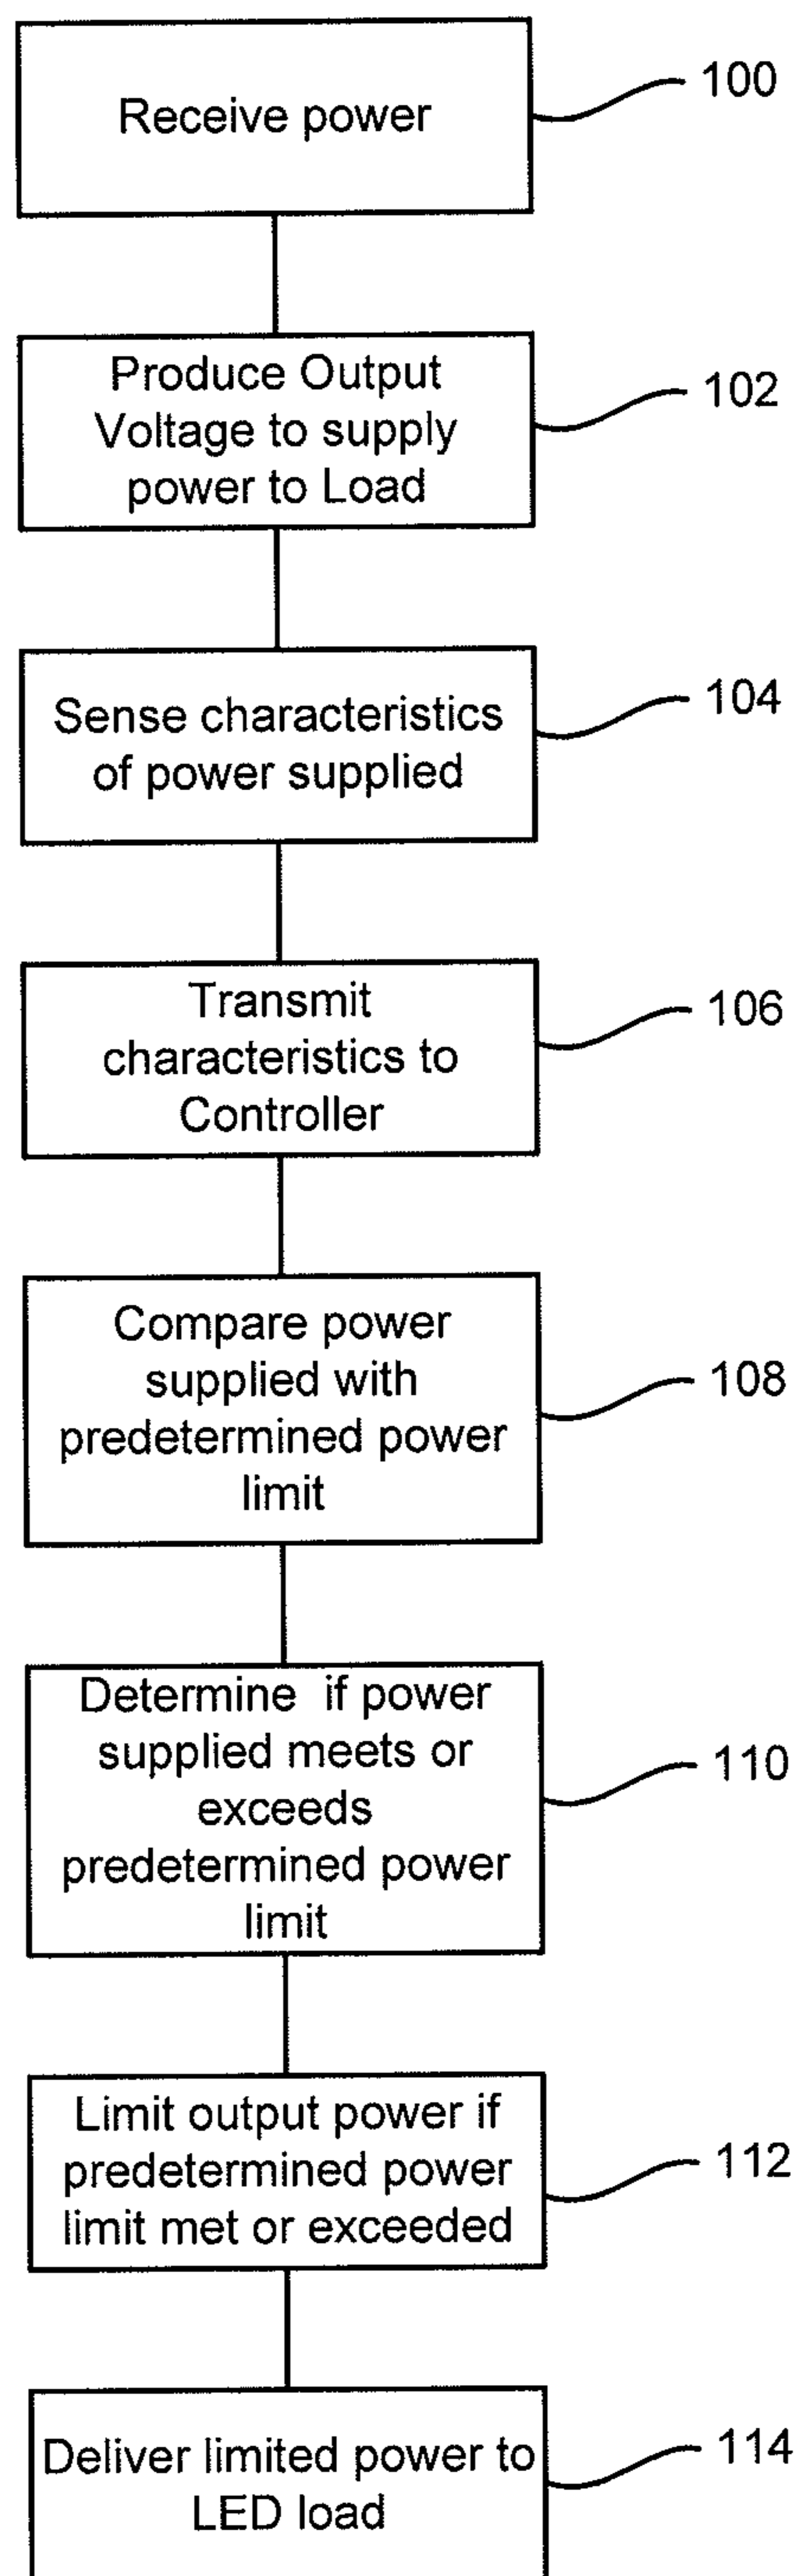 Receive power
100
Produce Output
Voltage to supply
power to Load
102
Sense characteristics
of power supplied
104
Transmit
characteristics to
Controller
106
Compare power
supplied with
predetermined power
limit
108
Determine if power
supplied meets or
exceeds
predetermined power
limit
110
Limit output power if
predetermined power
limit met or exceeded
112
Deliver limited power to
LED load
114